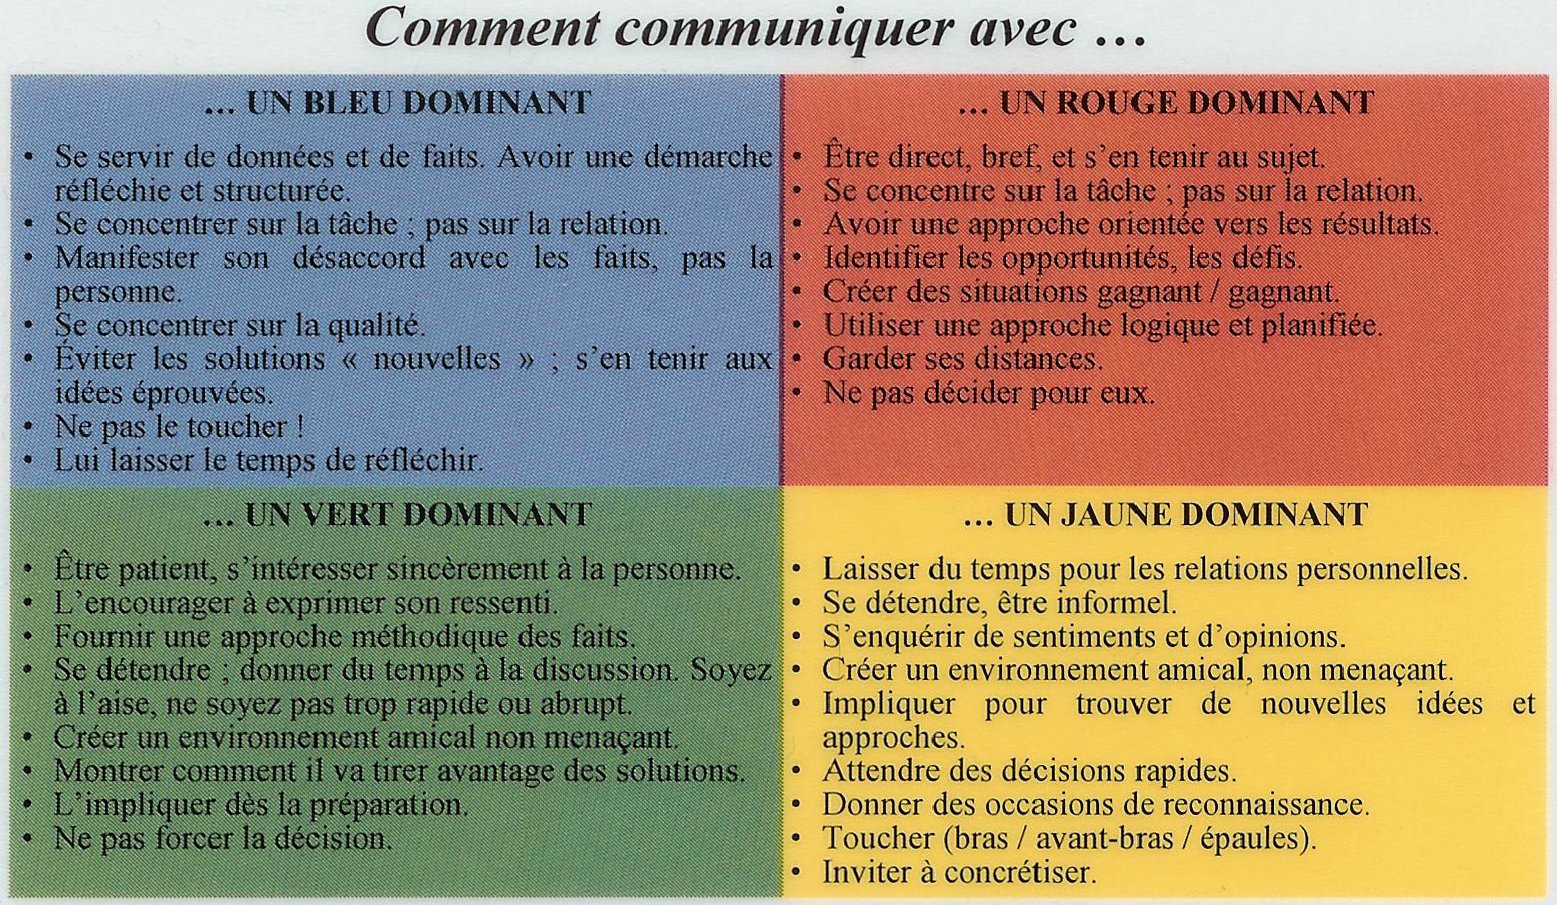 Comment communiquer avec ...
... UN BLEU DOMINANT
• Se servir de données et de faits. Avoir une démarche
réfléchie et structurée.
• Se concentrer sur la tâche ; pas sur la relation.
• Manifester son désaccord avec les faits, pas la
personne.
• Se concentrer sur la qualité.
• Éviter les solutions « nouvelles » ; s’en tenir aux
idées éprouvées.
• Ne pas le toucher !
• Lui laisser le temps de réfléchir.
... UN ROUGE DOMINANT
• Être direct, bref, et s’en tenir au sujet.
• Se concentre sur la tâche ; pas sur la relation.
• Avoir une approche orientée vers les résultats.
• Identifier les opportunités, les défis.
• Créer des situations gagnant / gagnant.
• Utiliser une approche logique et planifiée.
• Garder ses distances.
• Ne pas décider pour eux.
... UN VERT DOMINANT
• Être patient, s’intéresser sincèrement à la personne.
• L’encourager à exprimer son ressenti.
• Fournir une approche méthodique des faits.
• Se détendre ; donner du temps à la discussion. Soyez
à l’aise, ne soyez pas trop rapide ou abrupt.
• Créer un environnement amical non menaçant.
• Montrer comment il va tirer avantage des solutions.
• L’impliquer dès la préparation.
• Ne pas forcer la décision.
... UN JAUNE DOMINANT
• Laisser du temps pour les relations personnelles.
• Se détendre, être informel.
• S’enquérir de sentiments et d’opinions.
• Créer un environnement amical, non menaçant.
• Impliquer pour trouver de nouvelles idées et
approches.
• Attendre des décisions rapides.
• Donner des occasions de reconnaissance.
• Toucher (bras / avant-bras / épaules).
• Inviter à concrétiser.